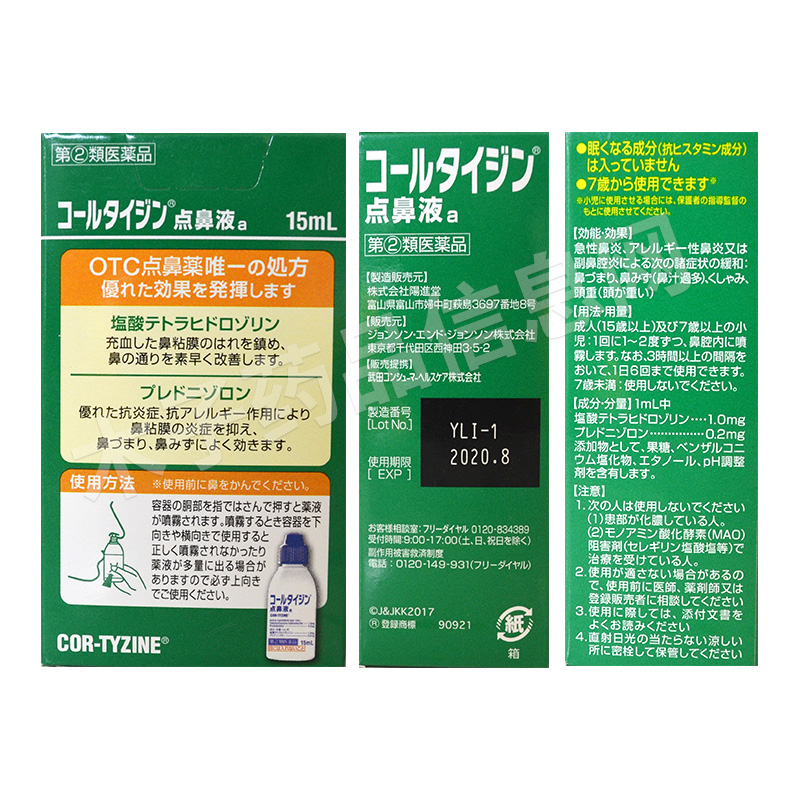 指②類医薬品
コールタイジン® 点鼻液a 15mL
OTC点鼻薬唯一の処方
優れた効果を発揮します
塩酸テトラヒドロゾリン
充血した鼻粘膜のはれを鎮め、
鼻の通りを素早く改善します。
プレドニゾロン
優れた抗炎症、抗アレルギー作用により
鼻粘膜の炎症を抑え、
鼻づまり、鼻みずによく効きます。
使用方法 ※使用前に鼻をかんでください。
容器の胴部を指ではさんで押すと薬液
が噴霧されます。噴霧するとき容器を下
向きや横向きで使用すると
正しく噴霧されなかったり
薬液が多量に出る場合が
ありますので必ず上向き
でご使用ください。
コールタイジン
点鼻液a
COR-TYZINE
15mL
COR-TYZINE®
コールタイジン®
点鼻液a
指②類医薬品
【製造販売元】
株式会社陽進堂
富山県富山市婦中町萩島3697番地8号
【販売元】
ジョンソン・エンド・ジョンソン株式会社
東京都千代田区西神田3-5-2
【販売提携】
武田コンシューマーヘルスケア株式会社
製造番号
[Lot No.]
YLI-1
使用期限
[ EXP ]
2020.8
お客様相談室:フリーダイヤル 0120-834389
受付時間9:00-17:00(土、日、祝日を除く)
副作用被害救済制度
電話:0120-149-931(フリーダイヤル)
©J&JKK2017
®登録商標 90921
紙
箱
●眠くなる成分(抗ヒスタミン成分)
は入っていません
●7歳から使用できます※
※小児に使用させる場合には、保護者の指導監督の
もとに使用させてください。
【効能・効果】
急性鼻炎、アレルギー性鼻炎又は
副鼻腔炎による次の諸症状の緩和:
鼻づまり、鼻みず(鼻汁過多)、くしゃみ、
頭重(頭が重い)
【用法・用量】
成人(15歳以上)及び7歳以上の小
児:1回に1~2度ずつ、鼻腔内に噴
霧します。なお、3時間以上の間隔を
おいて、1日6回まで使用できます。
7歳未満:使用しないでください。
【成分・分量】1mL中
塩酸テトラヒドロゾリン‥‥1.0mg
プレドニゾロン‥‥‥‥‥0.2mg
添加物として、果糖、ベンザルコニ
ウム塩化物、エタノール、pH調整
剤を含有します。
【注意】
1.次の人は使用しないでください
(1)患部が化膿している人。
(2)モノアミン酸化酵素(MAO)
阻害剤(セレギリン塩酸塩等)で
治療を受けている人。
2.使用が適さない場合があるの
で、使用前に医師、薬剤師又は
登録販売者に相談してください
3.使用に際しては、添付文書を
よくお読みください
4.直射日光の当たらない涼しい
所に密栓して保管してください